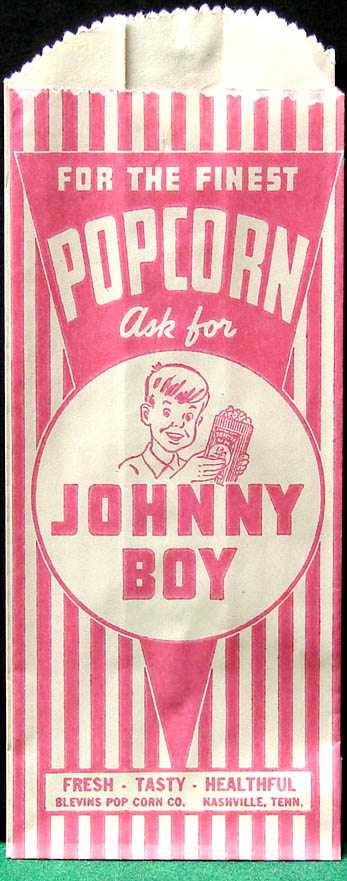 FOR THE FINEST
POPCORN
Ask for
JOHNNY
BOY
FRESH - TASTY - HEALTHFUL
BLEVINS POP CORN CO. NASHVILLE, TENN.